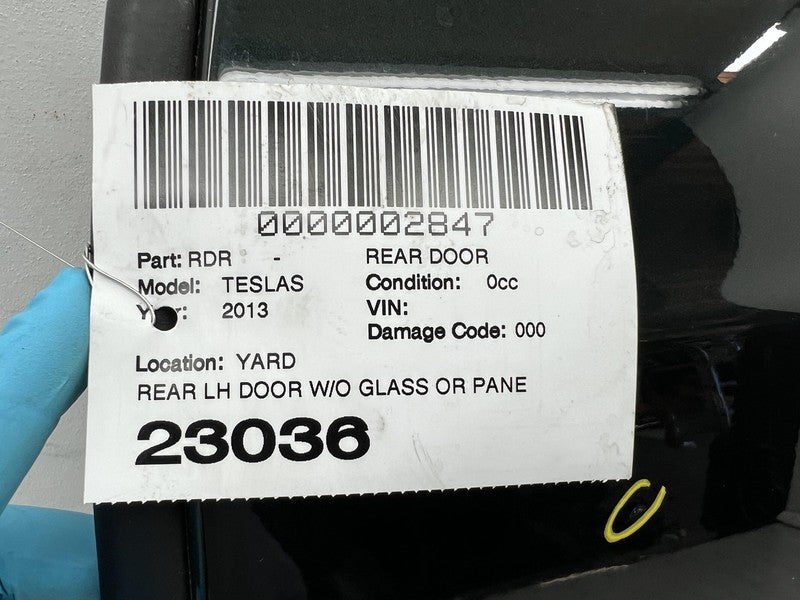 0000002847
Part: RDR - REAR DOOR
Model: TESLAS Condition: 0cc
Year: 2013 VIN:
Damage Code: 000
Location: YARD
REAR LH DOOR W/O GLASS OR PANE
23036